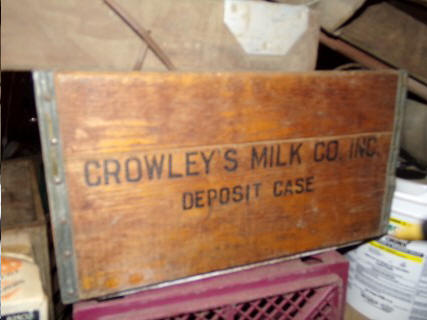 CROWLEY'S MILK CO. INC.
DEPOSIT CASE